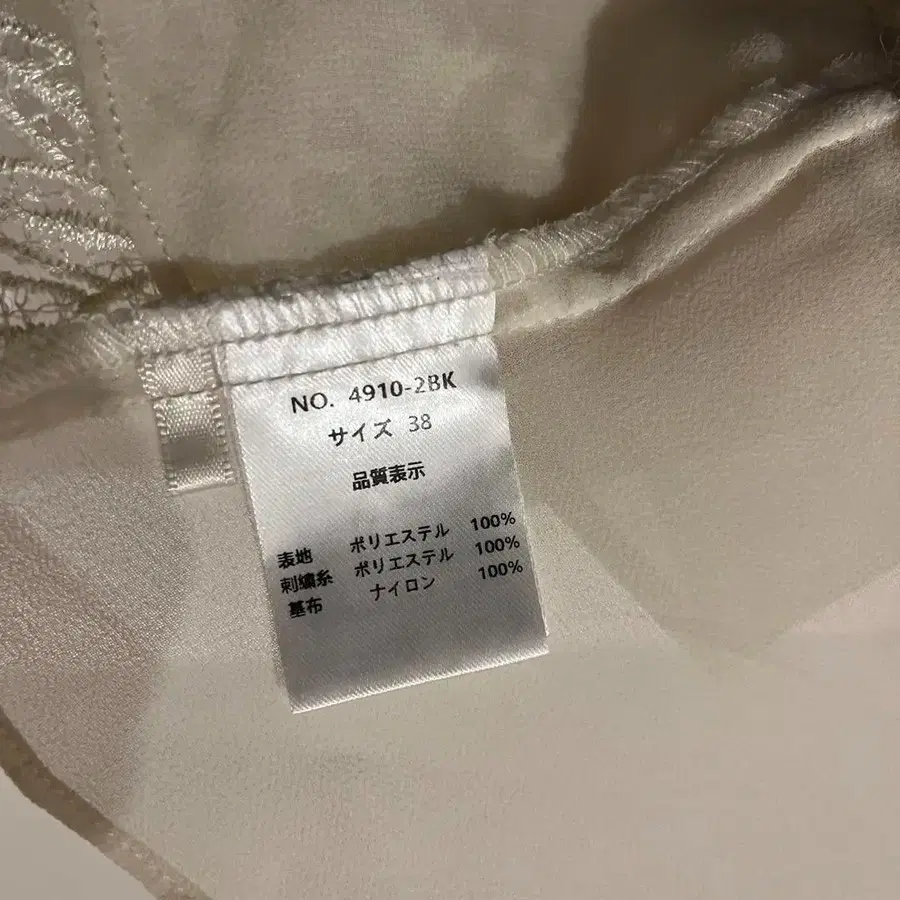 NO. 4910-2BK
サイズ 38
品質表示
表地 ポリエステル 100%
刺繍糸 ポリエステル 100%
基布 ナイロン 100%